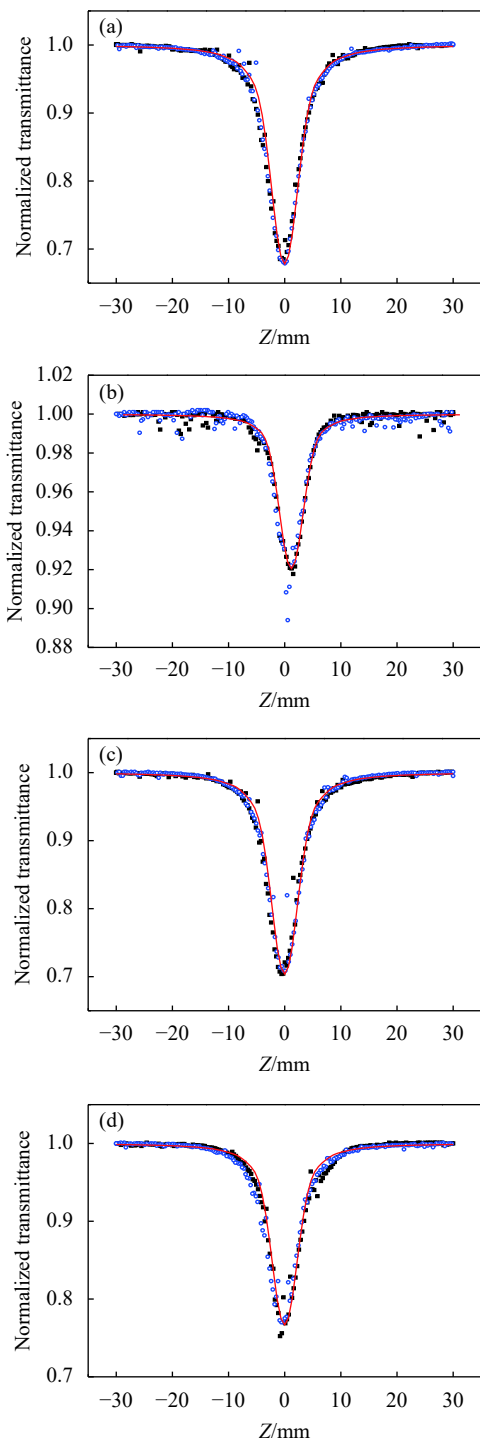 (a)
1.0
0.9
0.8
0.7
Normalized transmittance
−30 −20 −10 0 10 20 30
Z/mm
(b)
1.02
1.00
0.98
0.96
0.94
0.92
0.90
0.88
Normalized transmittance
−30 −20 −10 0 10 20 30
Z/mm
(c)
1.0
0.9
0.8
0.7
Normalized transmittance
−30 −20 −10 0 10 20 30
Z/mm
(d)
1.0
0.9
0.8
0.7
Normalized transmittance
−30 −20 −10 0 10 20 30
Z/mm